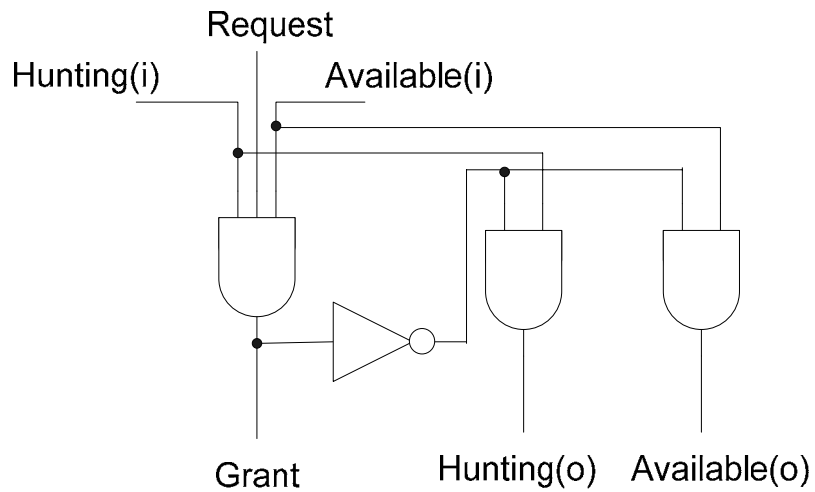 Request
Hunting(i)
Available(i)
Grant
Hunting(o)
Available(o)